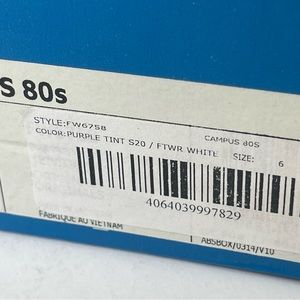 S 80s
STYLE:FW6758 CAMPUS 80S
COLOR:PURPLE TINT S20 / FTWR WHITE SIZE: 6
4064039997829
FABRIQUÉ AU VIETNAM
ABSBOX/0314/V10